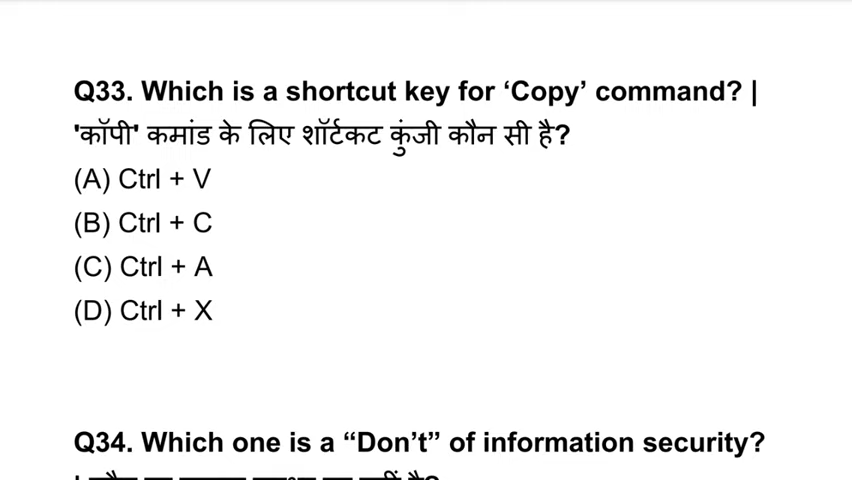 Q33. Which is a shortcut key for ‘Copy’ command? |
'कॉपी' कमांड के लिए शॉर्टकट कुंजी कौन सी है?
(A) Ctrl + V
(B) Ctrl + C
(C) Ctrl + A
(D) Ctrl + X
Q34. Which one is a “Don’t” of information security?